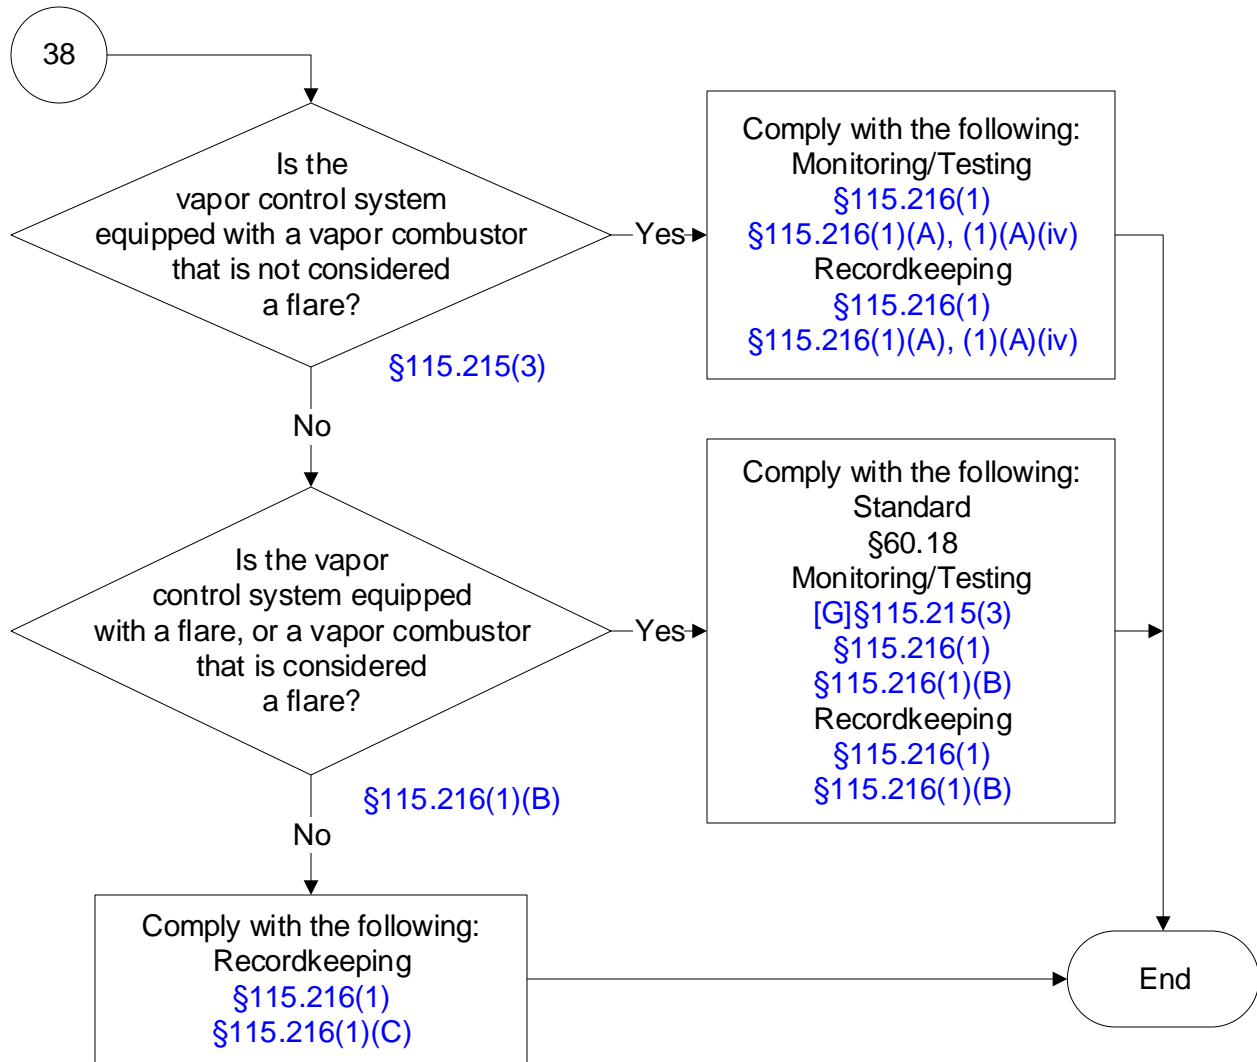 38
Is the
vapor control system
equipped with a vapor combustor
that is not considered
a flare?
Yes
Comply with the following:
Monitoring/Testing
§115.216(1)
§115.216(1)(A), (1)(A)(iv)
Recordkeeping
§115.216(1)
§115.216(1)(A), (1)(A)(iv)
§115.215(3)
No
Is the vapor
control system equipped
with a flare, or a vapor combustor
that is considered
a flare?
Yes
Comply with the following:
Standard
§60.18
Monitoring/Testing
[G]§115.215(3)
§115.216(1)
§115.216(1)(B)
Recordkeeping
§115.216(1)
§115.216(1)(B)
§115.216(1)(B)
No
Comply with the following:
Recordkeeping
§115.216(1)
§115.216(1)(C)
End